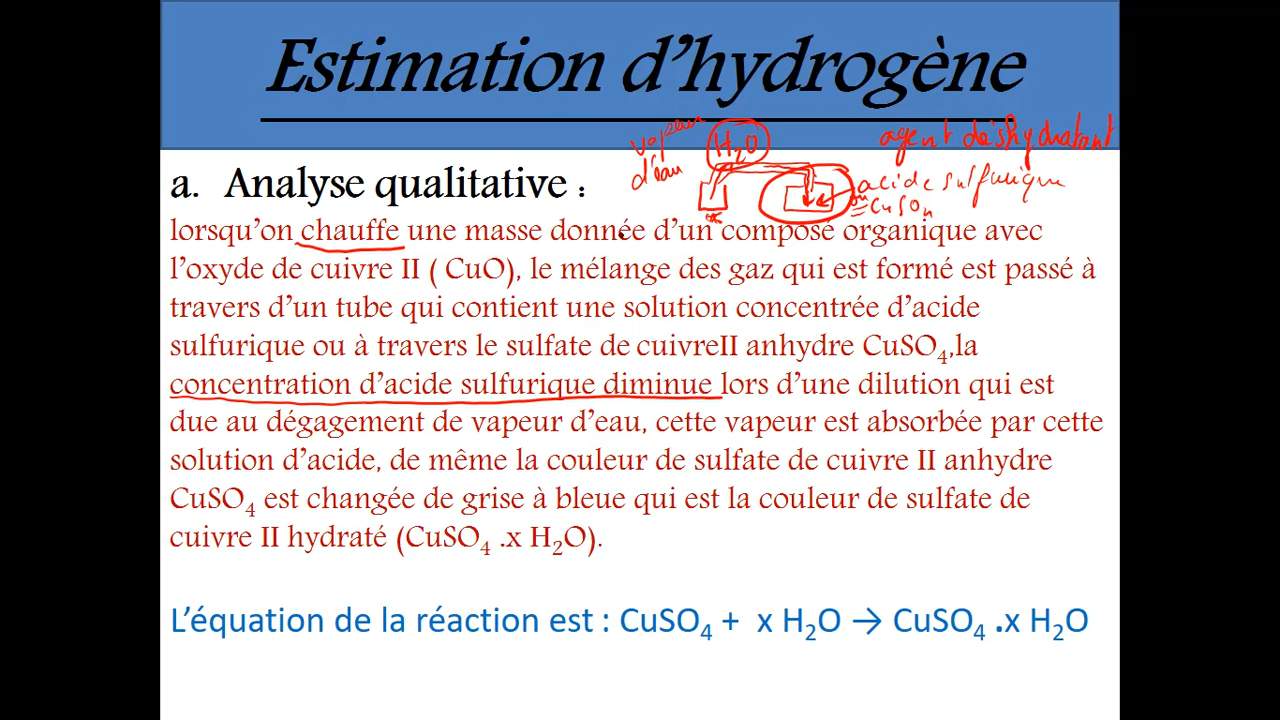 Estimation d'hydrogène
vapeur
d'eau
H₂O
agent déshydratant
acide sulfurique
ou CuSO₄
a. Analyse qualitative :
lorsqu'on chauffe une masse donnée d'un composé organique avec
l'oxyde de cuivre II ( CuO), le mélange des gaz qui est formé est passé à
travers d'un tube qui contient une solution concentrée d'acide
sulfurique ou à travers le sulfate de cuivreII anhydre CuSO₄,la
concentration d'acide sulfurique diminue lors d'une dilution qui est
due au dégagement de vapeur d'eau, cette vapeur est absorbée par cette
solution d'acide, de même la couleur de sulfate de cuivre II anhydre
CuSO₄ est changée de grise à bleue qui est la couleur de sulfate de
cuivre II hydraté (CuSO₄ .x H₂O).
L'équation de la réaction est : CuSO₄ + x H₂O → CuSO₄ .x H₂O